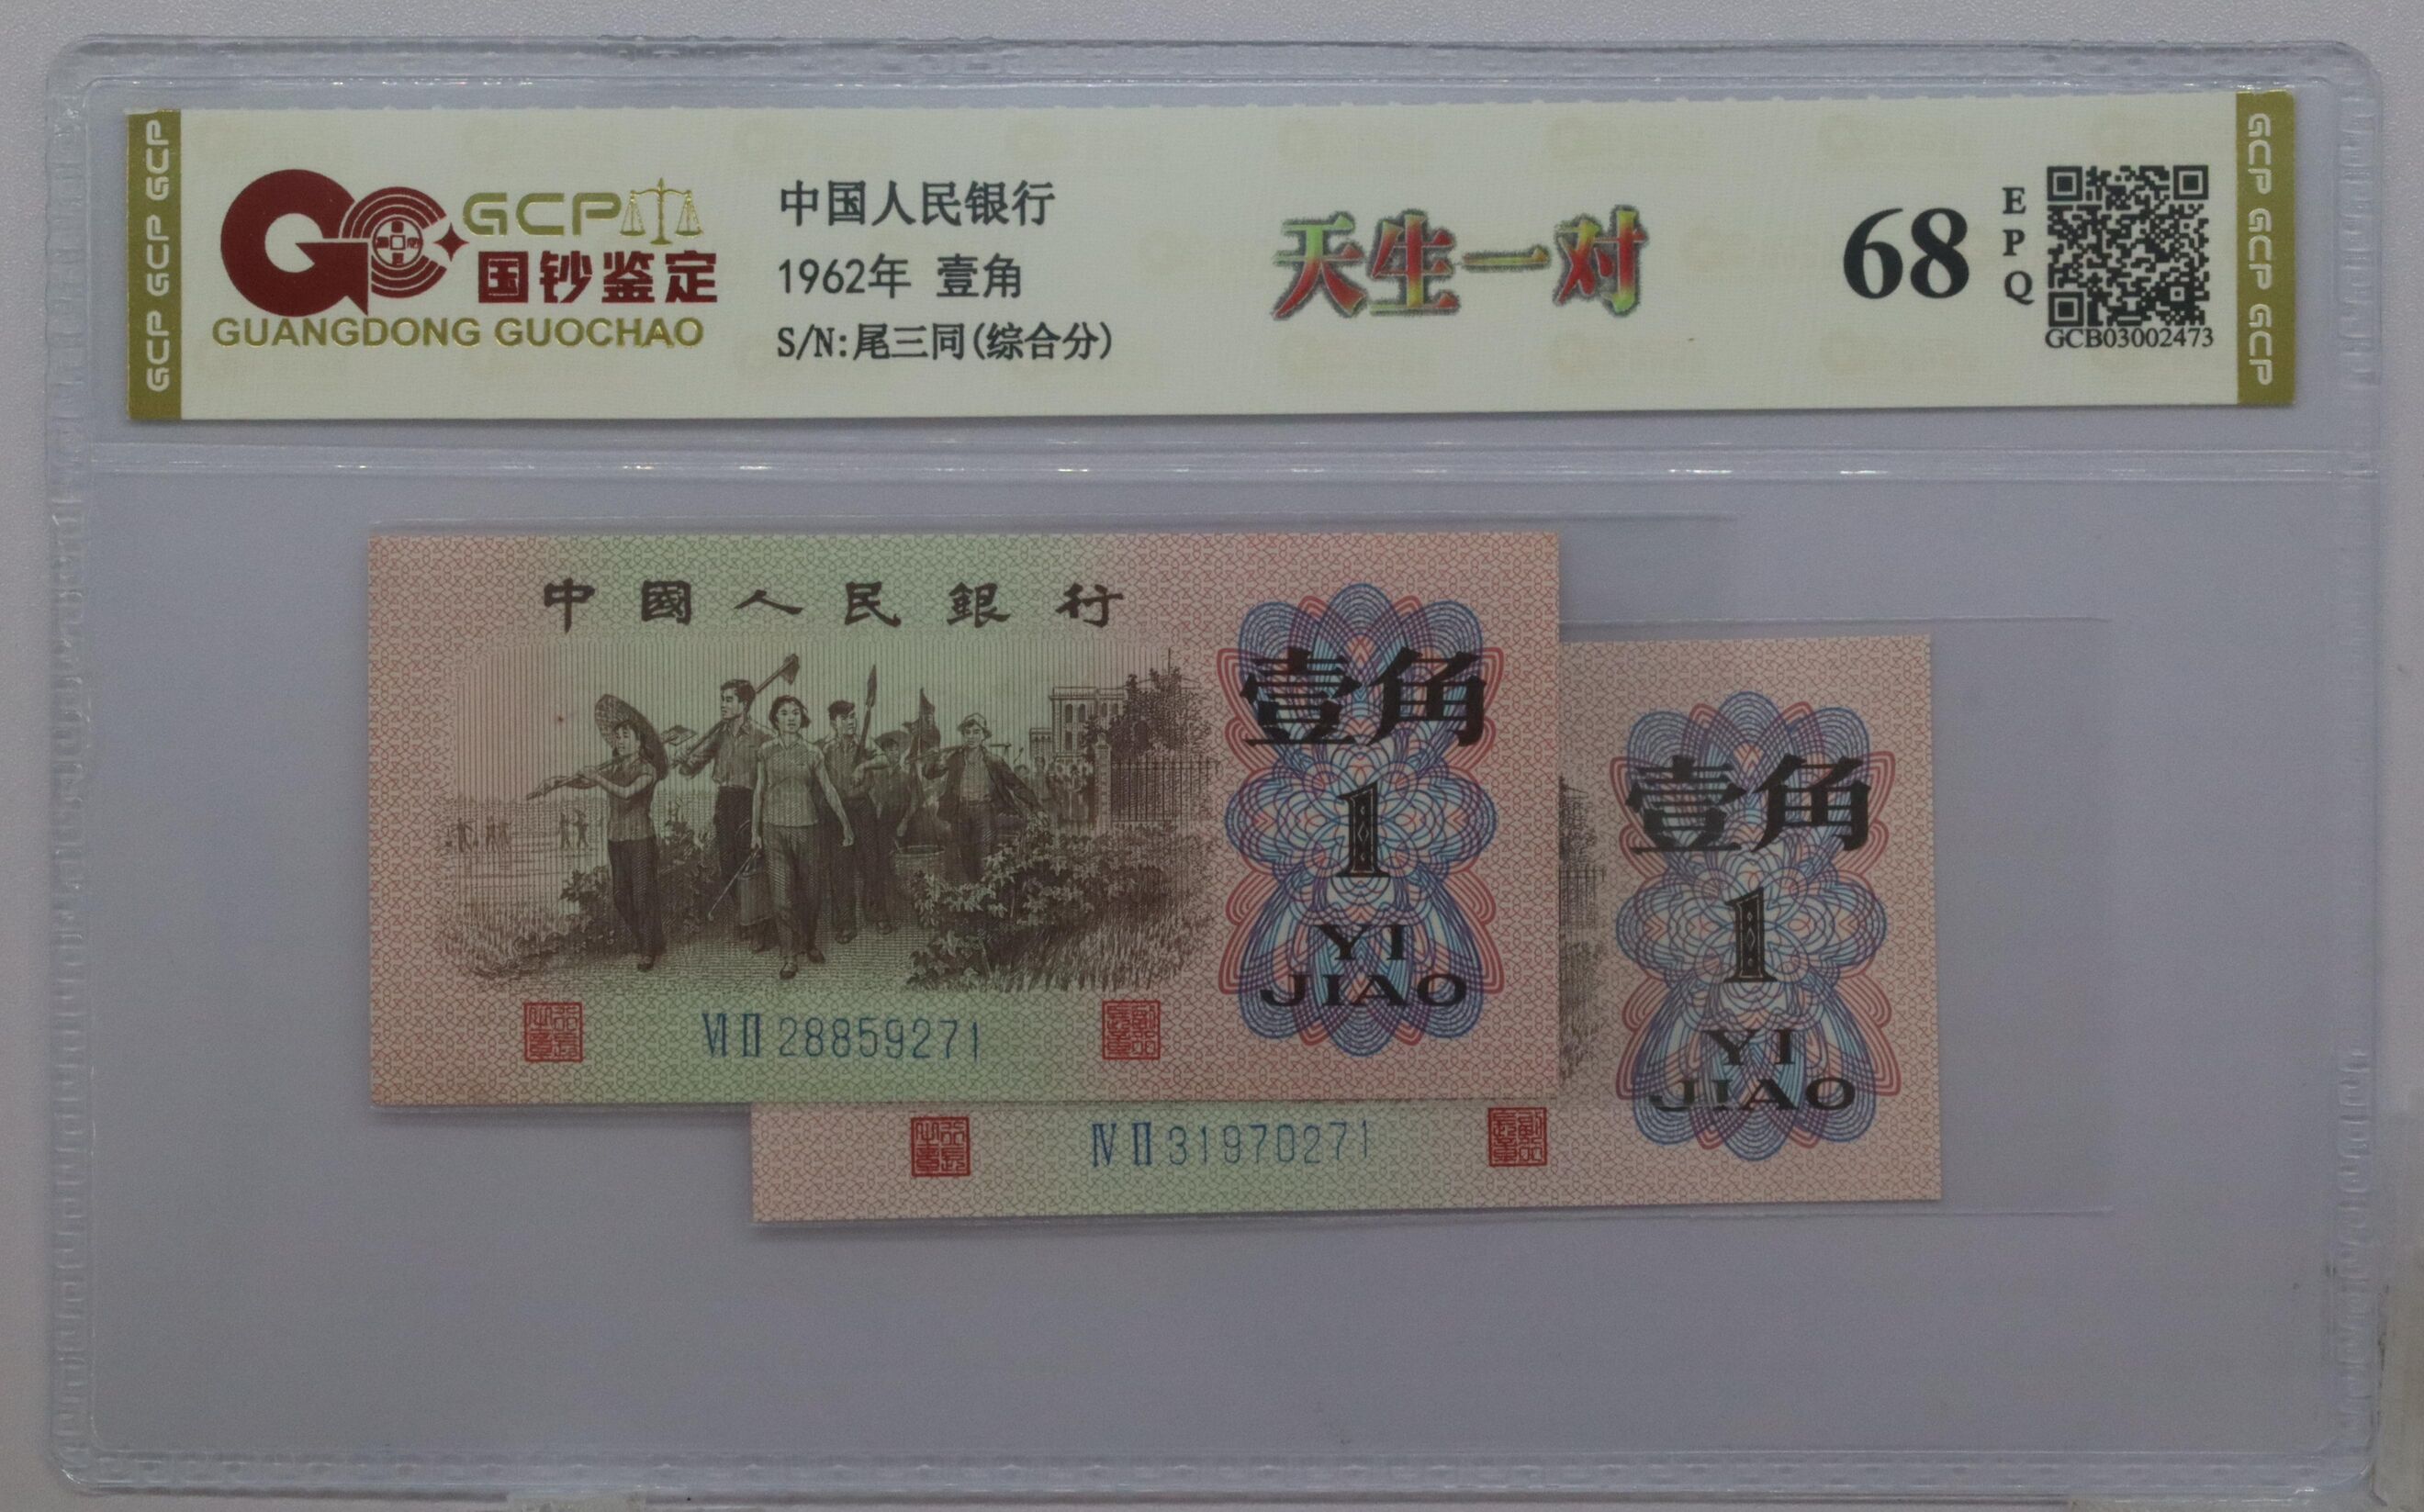 GCP GCP GCP
GCP
国钞鉴定
GUANGDONG GUOCHAO
中国人民银行
1962年 壹角
S/N:尾三同(综合分)
天生一对
68
E
P
Q
GCB03002473
GCP GCP GCP
中國人民銀行
壹角
1
YI
JIAO
Ⅵ Ⅱ 28859271
壹角
1
YI
JIAO
Ⅳ Ⅱ 31970271